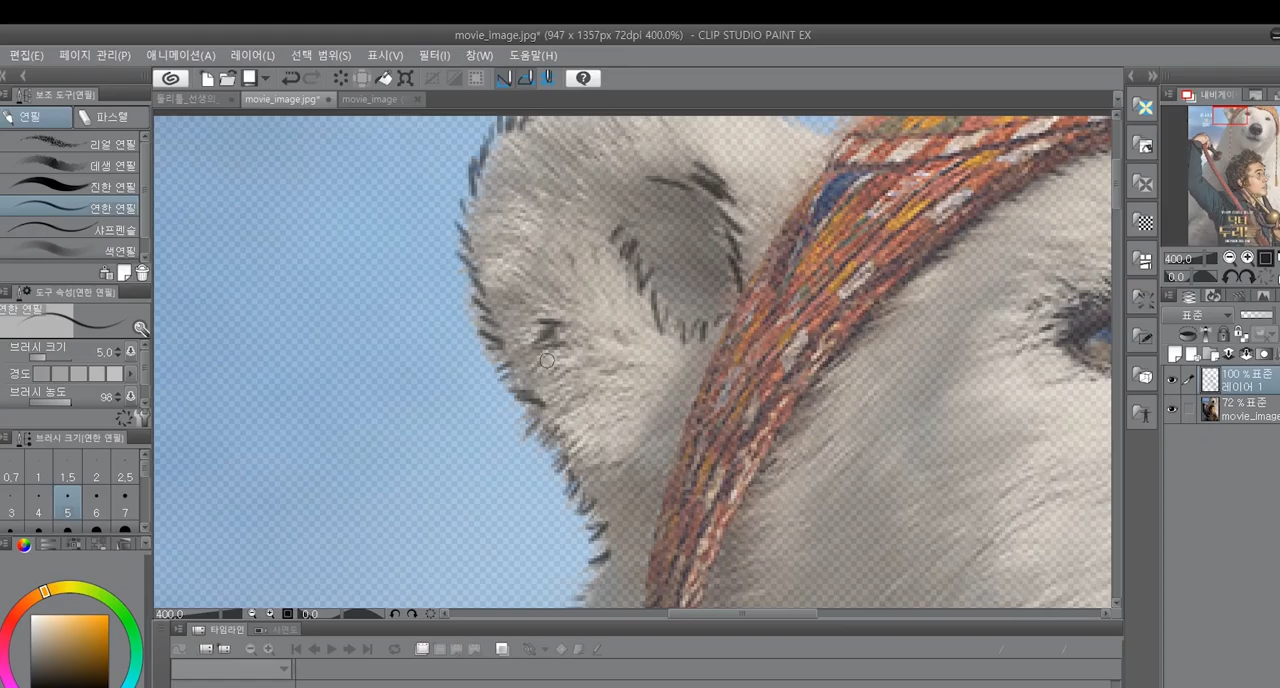 movie_image.jpg* (947 x 1357px 72dpi 400.0%) - CLIP STUDIO PAINT EX
편집(E) 페이지 관리(P) 애니메이션(A) 레이어(L) 선택 범위(S) 표시(V) 필터(I) 창(W) 도움말(H)
보조 도구(연필)
movie_image.jpg*
movie_image (
내비게이
연필 파스텔
리얼 연필
데생 연필
진한 연필
연한 연필
샤프펜슬
색연필
도구 속성(연한 연필)
연한 연필
브러시 크기 5.0
경도
브러시 농도 98
브러시 크기(연한 연필)
0.7 1 1.5 2 2.5
3 4 5 6 7
400.0
0.0
표준
100 % 표준
레이어 1
72 % 표준
movie_imag
400.0 0.0
타임라인